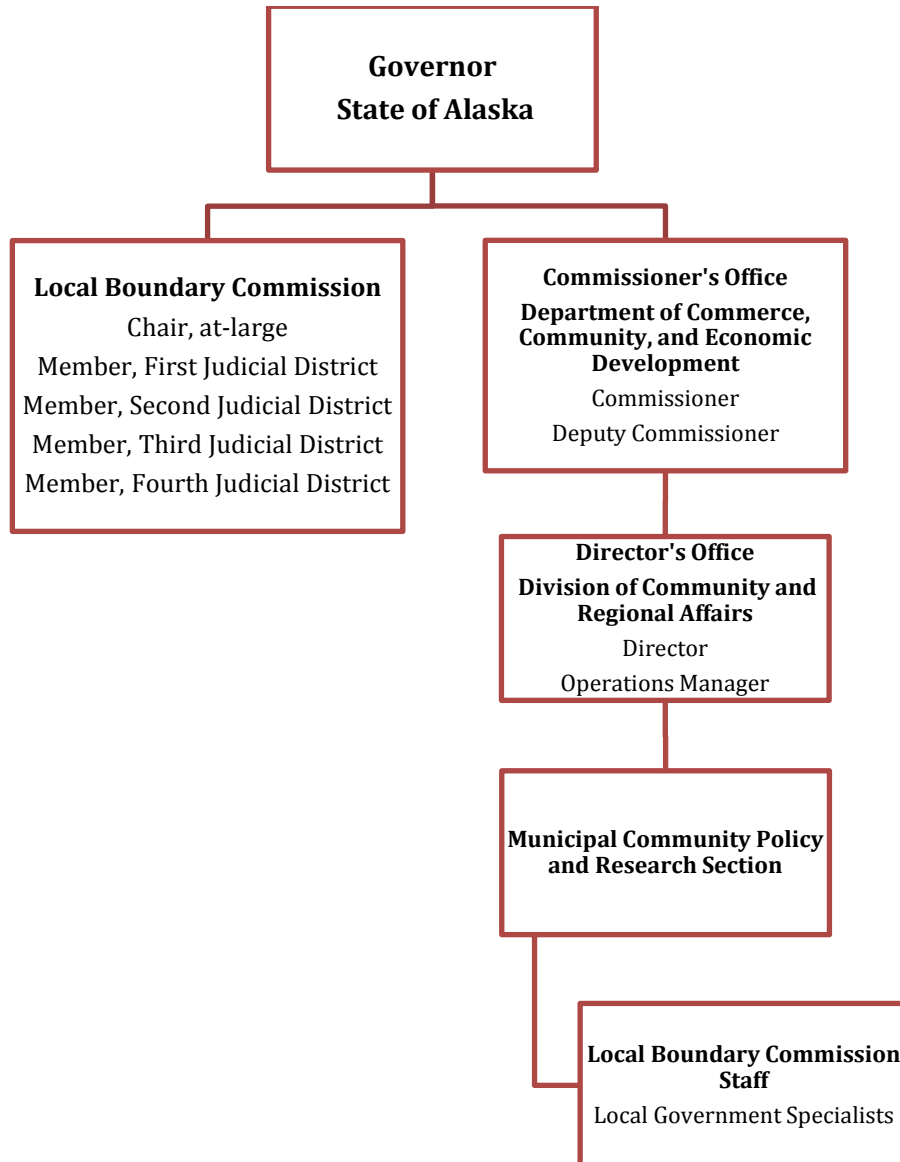 Governor
State of Alaska
Local Boundary Commission
Chair, at-large
Member, First Judicial District
Member, Second Judicial District
Member, Third Judicial District
Member, Fourth Judicial District
Commissioner's Office
Department of Commerce,
Community, and Economic
Development
Commissioner
Deputy Commissioner
Director's Office
Division of Community and
Regional Affairs
Director
Operations Manager
Municipal Community Policy
and Research Section
Local Boundary Commission
Staff
Local Government Specialists